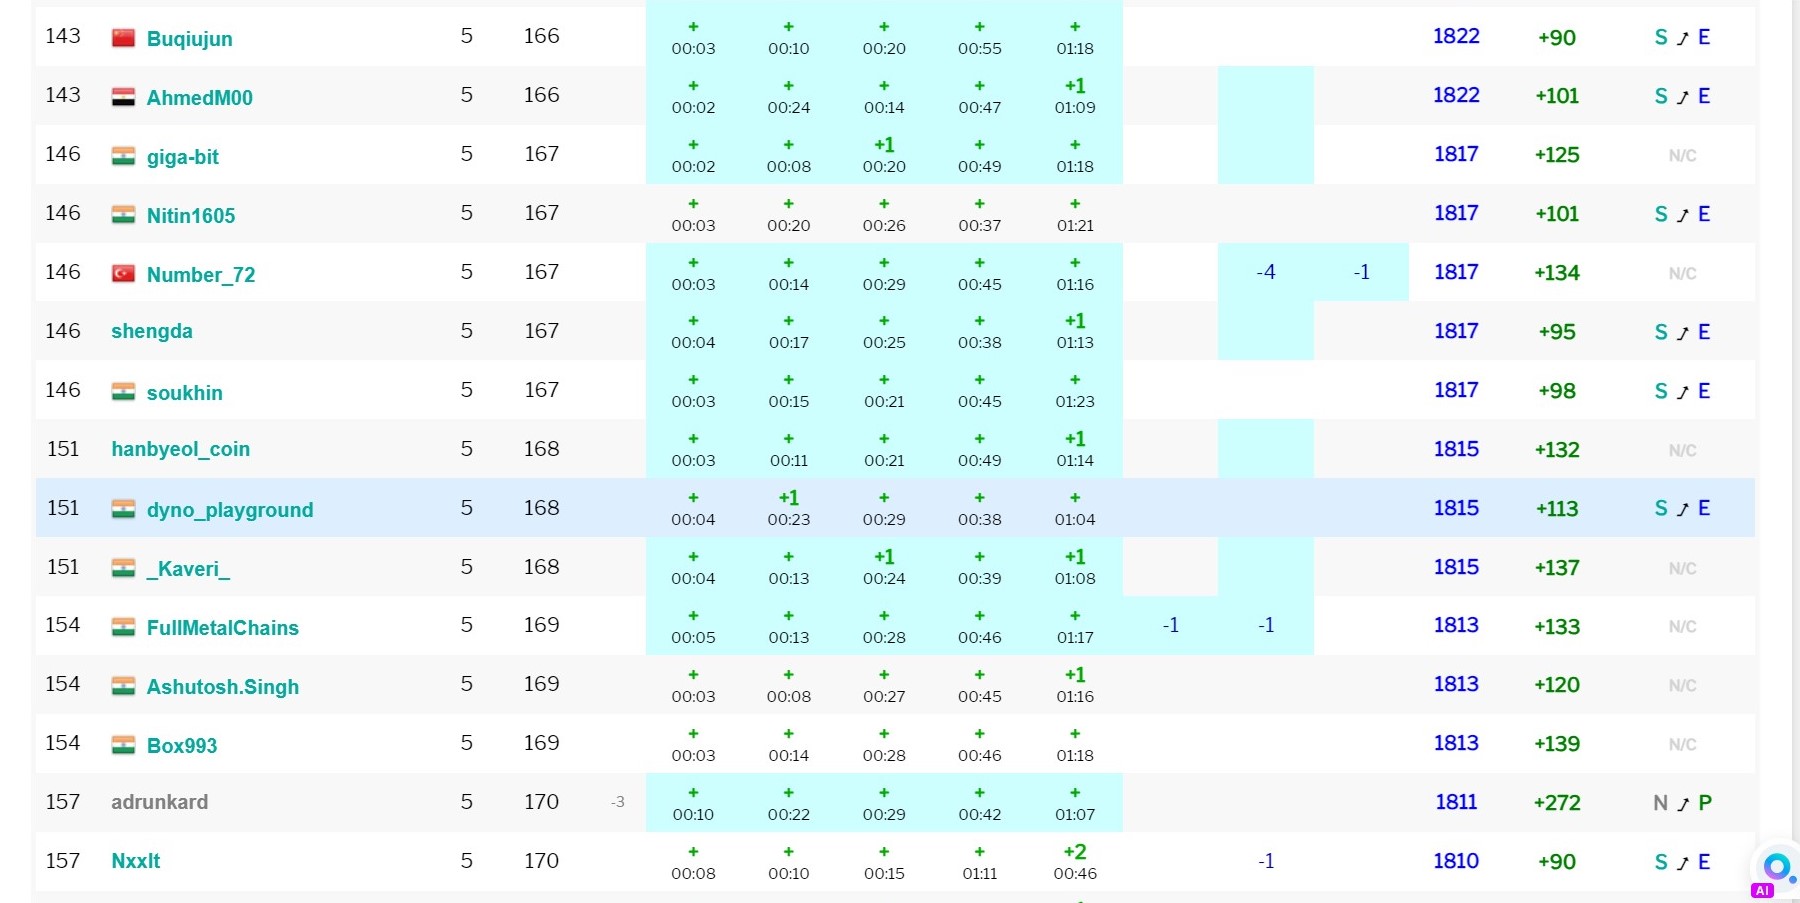 143 Buqiujun 5 166 + + + + + 1822 +90 S E
00:03 00:10 00:20 00:55 01:18
143 AhmedM00 5 166 + + + + +1 1822 +101 S E
00:02 00:24 00:14 00:47 01:09
146 giga-bit 5 167 + + +1 + + 1817 +125 N/C
00:02 00:08 00:20 00:49 01:18
146 Nitin1605 5 167 + + + + + 1817 +101 S E
00:03 00:20 00:26 00:37 01:21
146 Number_72 5 167 + + + + + -4 -1 1817 +134 N/C
00:03 00:14 00:29 00:45 01:16
146 shengda 5 167 + + + + +1 1817 +95 S E
00:04 00:17 00:25 00:38 01:13
146 soukhin 5 167 + + + + + 1817 +98 S E
00:03 00:15 00:21 00:45 01:23
151 hanbyeol_coin 5 168 + + + + +1 1815 +132 N/C
00:03 00:11 00:21 00:49 01:14
151 dyno_playground 5 168 + +1 + + + 1815 +113 S E
00:04 00:23 00:29 00:38 01:04
151 _Kaveri_ 5 168 + + +1 + +1 1815 +137 N/C
00:04 00:13 00:24 00:39 01:08
154 FullMetalChains 5 169 + + + + + -1 -1 1813 +133 N/C
00:05 00:13 00:28 00:46 01:17
154 Ashutosh.Singh 5 169 + + + + +1 1813 +120 N/C
00:03 00:08 00:27 00:45 01:16
154 Box993 5 169 + + + + + 1813 +139 N/C
00:03 00:14 00:28 00:46 01:18
157 adrunkard 5 170 -3 + + + + + 1811 +272 N P
00:10 00:22 00:29 00:42 01:07
157 Nxxlt 5 170 + + + + +2 -1 1810 +90 S E
00:08 00:10 00:15 01:11 00:46
AI